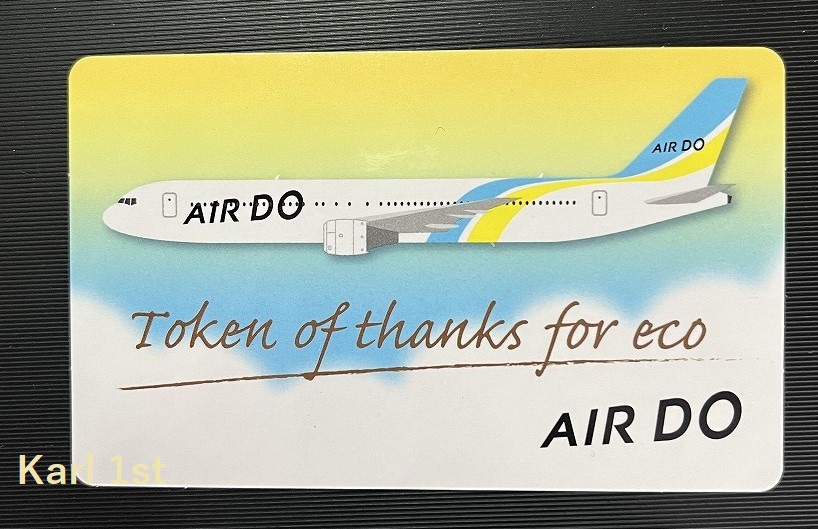 AIR DO
AIR DO
Token of thanks for eco
AIR DO
Karl 1st